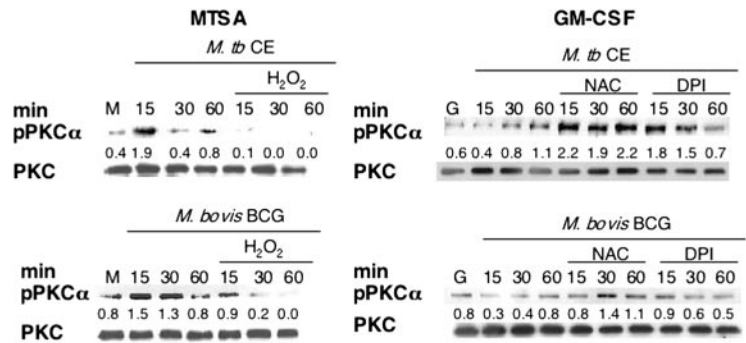 MTSA
M. tb CE
H₂O₂
min M 15 30 60 15 30 60
pPKCα
0.4 1.9 0.4 0.8 0.1 0.0 0.0
PKC
GM-CSF
M. tb CE
NAC DPI
min G 15 30 60 15 30 60 15 30 60
pPKCα
0.6 0.4 0.8 1.1 2.2 1.9 2.2 1.8 1.5 0.7
PKC
M. bovis BCG
H₂O₂
min M 15 30 60 15 30 60
pPKCα
0.8 1.5 1.3 0.8 0.9 0.2 0.0
PKC
M. bovis BCG
NAC DPI
min G 15 30 60 15 30 60 15 30 60
pPKCα
0.8 0.3 0.4 0.8 0.8 1.4 1.1 0.9 0.6 0.5
PKC